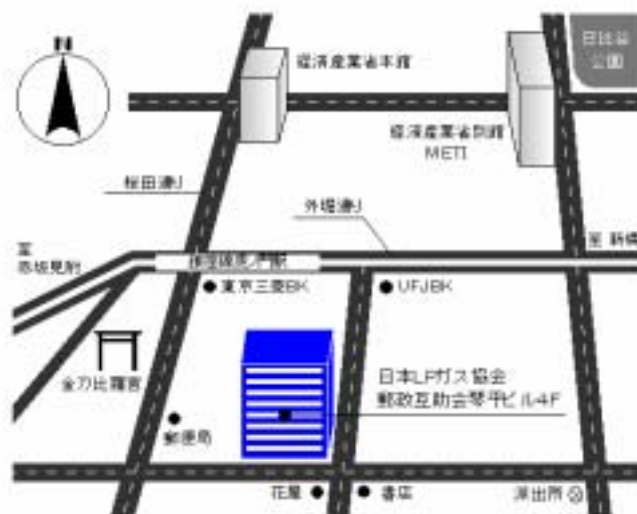 N
日比谷
公園
経済産業省本館
経済産業省別館
METI
桜田通り
外堀通り
至
赤坂見附
至 新橋
銀座線虎ノ門駅
東京三菱BK
UFJBK
金刀比羅宮
日本LPガス協会
郵政互助会琴平ビル4F
郵便局
花屋
書店
派出所